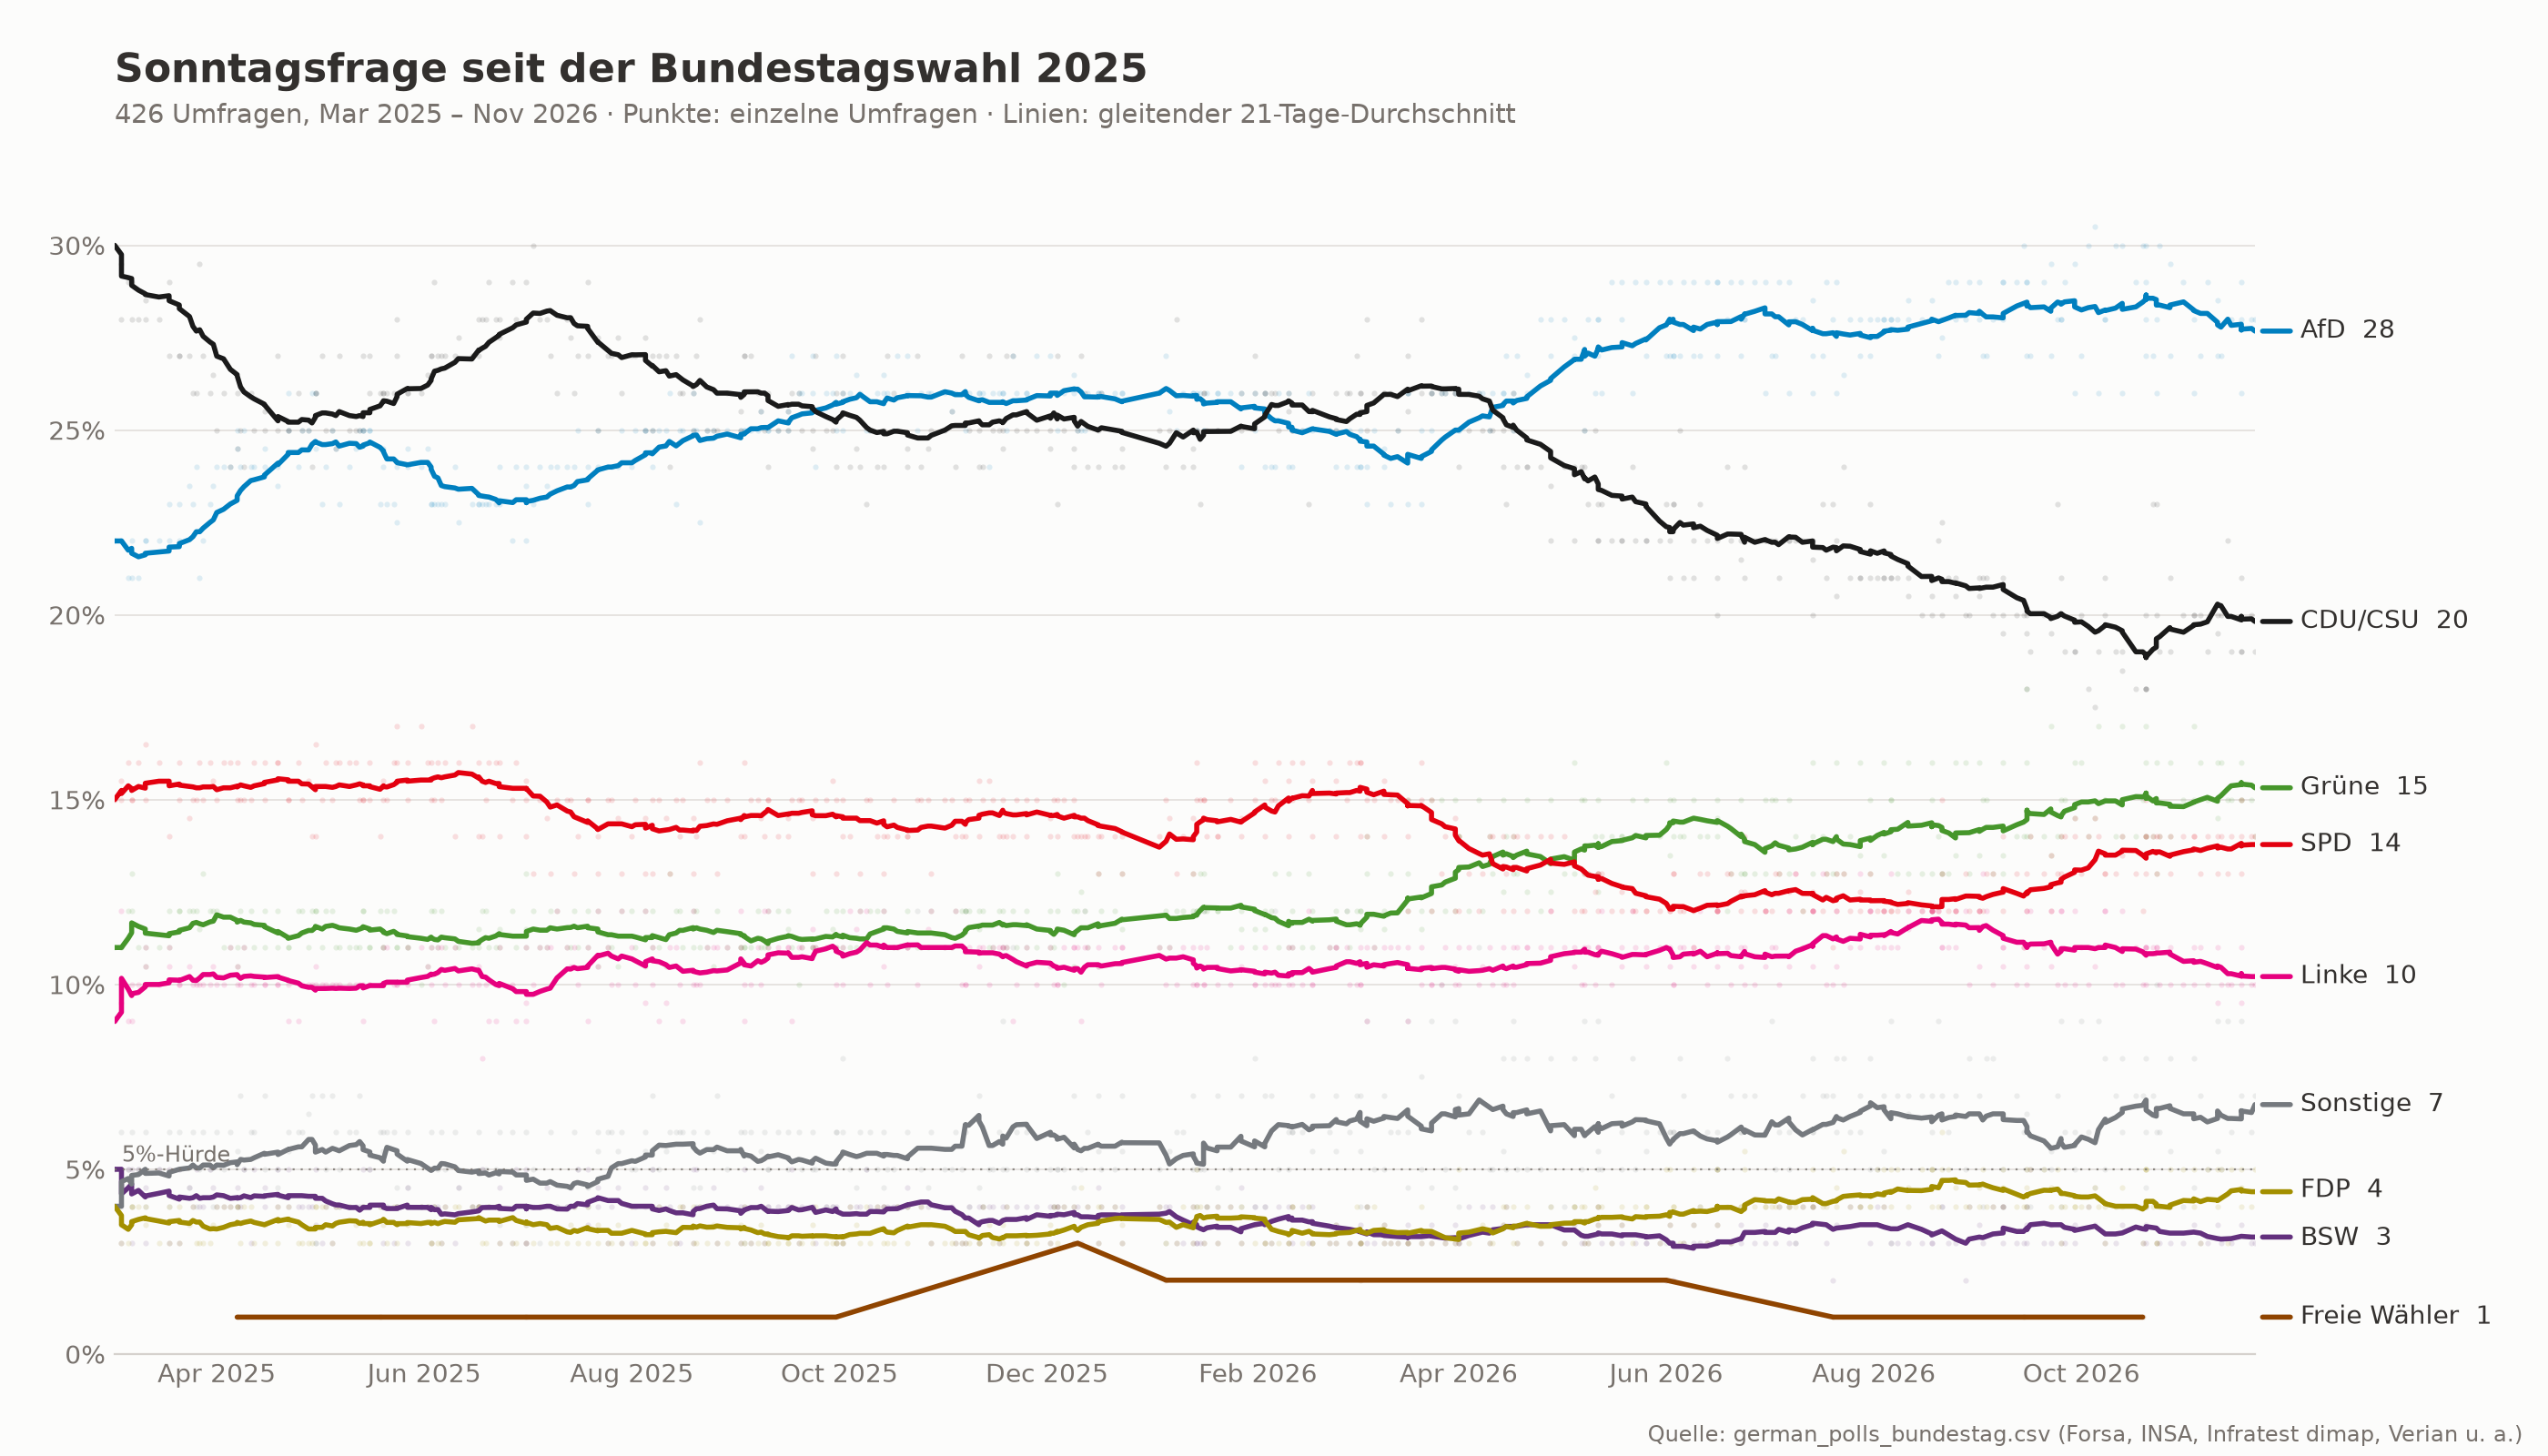 Sonntagsfrage seit der Bundestagswahl 2025
426 Umfragen, Mar 2025 – Nov 2026 · Punkte: einzelne Umfragen · Linien: gleitender 21-Tage-Durchschnitt
30%
25%
20%
15%
10%
5%
0%
5%-Hürde
AfD 28
CDU/CSU 20
Grüne 15
SPD 14
Linke 10
Sonstige 7
FDP 4
BSW 3
Freie Wähler 1
Apr 2025 Jun 2025 Aug 2025 Oct 2025 Dec 2025 Feb 2026 Apr 2026 Jun 2026 Aug 2026 Oct 2026
Quelle: german_polls_bundestag.csv (Forsa, INSA, Infratest dimap, Verian u. a.)